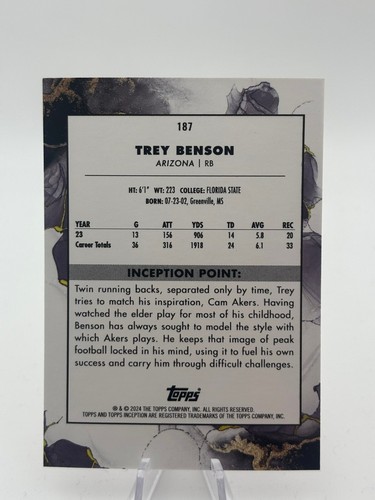 187
TREY BENSON
ARIZONA | RB
HT: 6'1" WT: 223 COLLEGE: FLORIDA STATE
BORN: 07-23-02, Greenville, MS
YEAR G ATT YDS TD AVG REC
23 13 156 906 14 5.8 20
Career Totals 36 316 1918 24 6.1 33
INCEPTION POINT:
Twin running backs, separated only by time, Trey
tries to match his inspiration, Cam Akers. Having
watched the elder play for most of his childhood,
Benson has always sought to model the style with
which Akers plays. He keeps that image of peak
football locked in his mind, using it to fuel his own
success and carry him through difficult challenges.
Topps
® & © 2024 THE TOPPS COMPANY, INC. ALL RIGHTS RESERVED.
TOPPS AND TOPPS INCEPTION ARE REGISTERED TRADEMARKS OF THE TOPPS COMPANY, INC.